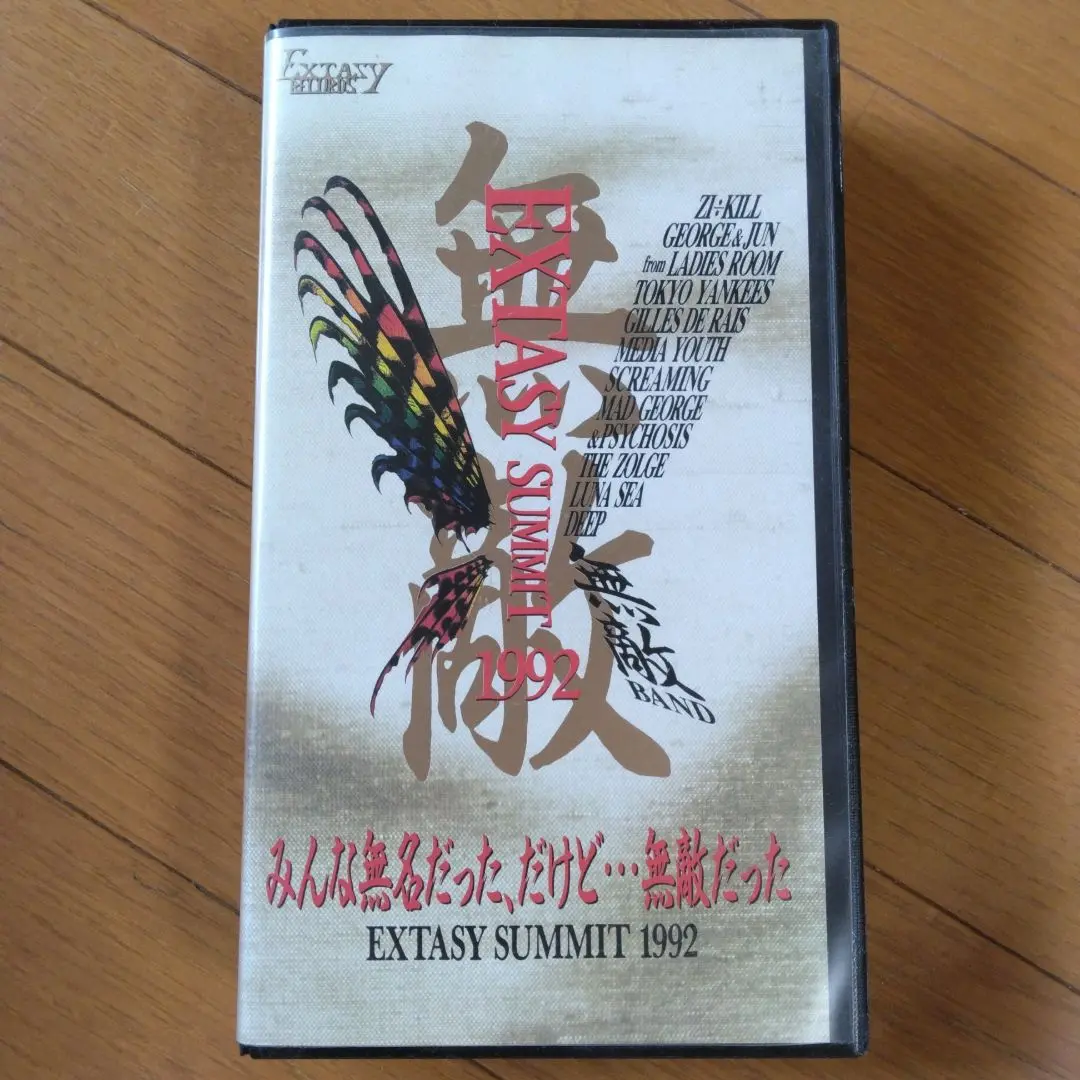 EXTASY
RECORDS
無敵
EXTASY SUMMIT 1992
ZI÷KILL
GEORGE & JUN
from LADIES ROOM
TOKYO YANKEES
GILLES DE RAIS
MEDIA YOUTH
SCREAMING
MAD GEORGE
& PSYCHOSIS
THE ZOLGE
LUNA SEA
DEEP
BAND
みんな無名だった、だけど…無敵だった
EXTASY SUMMIT 1992